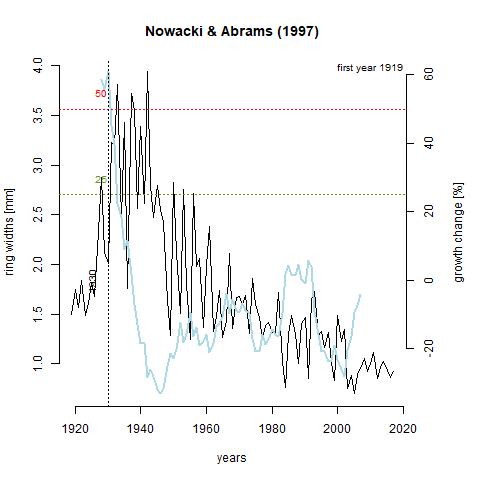 Nowacki & Abrams (1997)
first year 1919
4.0
3.5
3.0
2.5
2.0
1.5
1.0
ring widths [mm]
50
25
1930
60
40
20
0
-20
growth change [%]
1920 1940 1960 1980 2000 2020
years